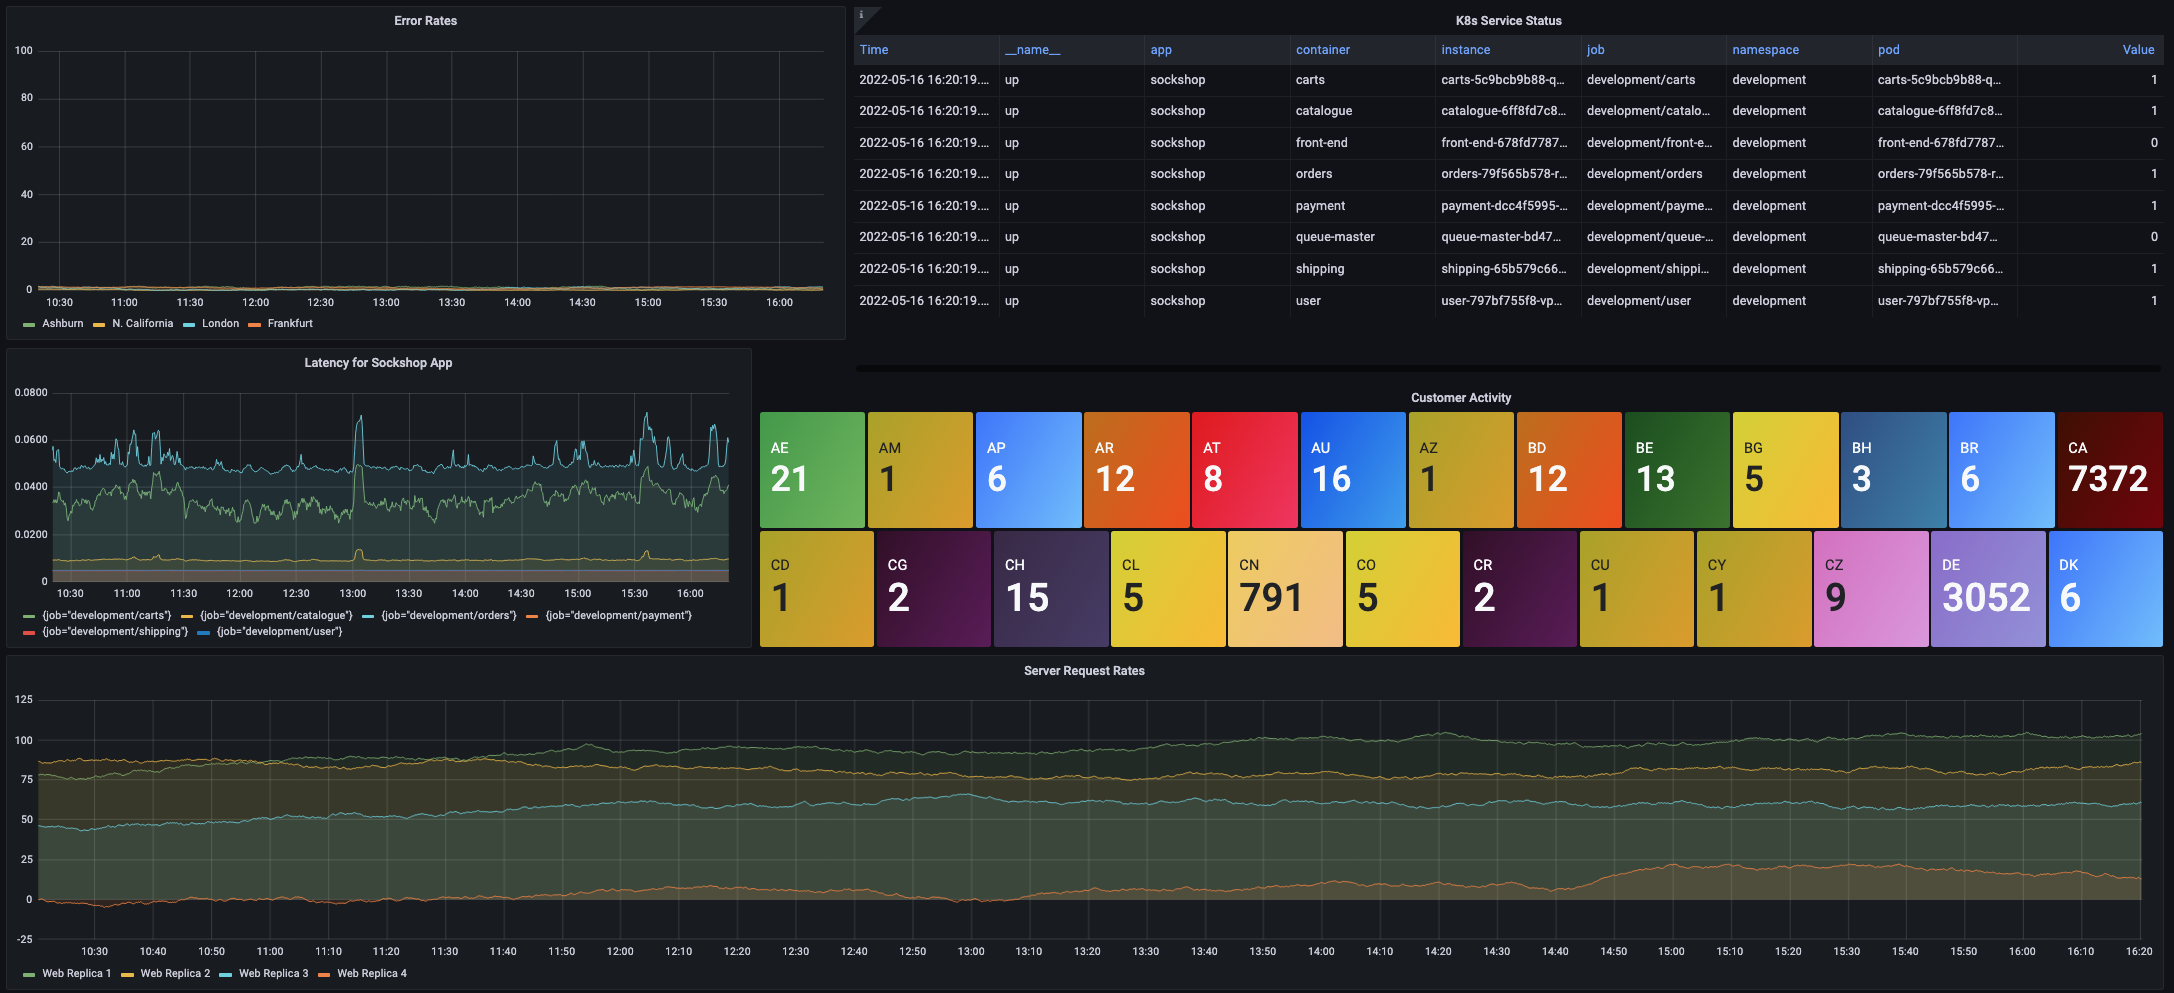 Error Rates
100
80
60
40
20
0
10:30 11:00 11:30 12:00 12:30 13:00 13:30 14:00 14:30 15:00 15:30 16:00
Ashburn N. California London Frankfurt
i
K8s Service Status
Time __name__ app container instance job namespace pod Value
2022-05-16 16:20:19.... up sockshop carts carts-5c9bcb9b88-q... development/carts development carts-5c9bcb9b88-q... 1
2022-05-16 16:20:19.... up sockshop catalogue catalogue-6ff8fd7c8... development/catalo... development catalogue-6ff8fd7c8... 1
2022-05-16 16:20:19.... up sockshop front-end front-end-678fd7787... development/front-e... development front-end-678fd7787... 0
2022-05-16 16:20:19.... up sockshop orders orders-79f565b578-r... development/orders development orders-79f565b578-r... 1
2022-05-16 16:20:19.... up sockshop payment payment-dcc4f5995-... development/payme... development payment-dcc4f5995-... 1
2022-05-16 16:20:19.... up sockshop queue-master queue-master-bd47... development/queue-... development queue-master-bd47... 0
2022-05-16 16:20:19.... up sockshop shipping shipping-65b579c66... development/shippi... development shipping-65b579c66... 1
2022-05-16 16:20:19.... up sockshop user user-797bf755f8-vp... development/user development user-797bf755f8-vp... 1
Latency for Sockshop App
0.0800
0.0600
0.0400
0.0200
0
10:30 11:00 11:30 12:00 12:30 13:00 13:30 14:00 14:30 15:00 15:30 16:00
{job="development/carts"} {job="development/catalogue"} {job="development/orders"} {job="development/payment"}
{job="development/shipping"} {job="development/user"}
Customer Activity
AE AM AP AR AT AU AZ BD BE BG BH BR CA
21 1 6 12 8 16 1 12 13 5 3 6 7372
CD CG CH CL CN CO CR CU CY CZ DE DK
1 2 15 5 791 5 2 1 1 9 3052 6
Server Request Rates
125
100
75
50
25
0
-25
10:30 10:40 10:50 11:00 11:10 11:20 11:30 11:40 11:50 12:00 12:10 12:20 12:30 12:40 12:50 13:00 13:10 13:20 13:30 13:40 13:50 14:00 14:10 14:20 14:30 14:40 14:50 15:00 15:10 15:20 15:30 15:40 15:50 16:00 16:10 16:20
Web Replica 1 Web Replica 2 Web Replica 3 Web Replica 4